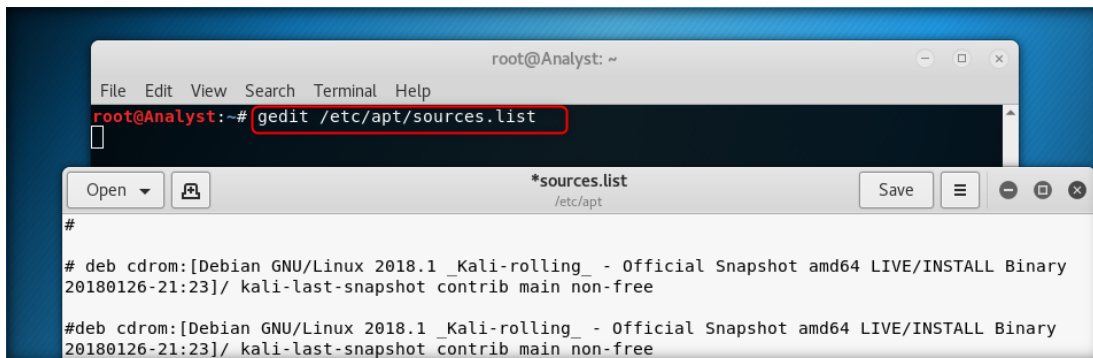 root@Analyst: ~
File Edit View Search Terminal Help
root@Analyst:~# gedit /etc/apt/sources.list
Open
*sources.list
Save
/etc/apt
#
# deb cdrom:[Debian GNU/Linux 2018.1 _Kali-rolling_ - Official Snapshot amd64 LIVE/INSTALL Binary
20180126-21:23]/ kali-last-snapshot contrib main non-free
#deb cdrom:[Debian GNU/Linux 2018.1 _Kali-rolling_ - Official Snapshot amd64 LIVE/INSTALL Binary
20180126-21:23]/ kali-last-snapshot contrib main non-free